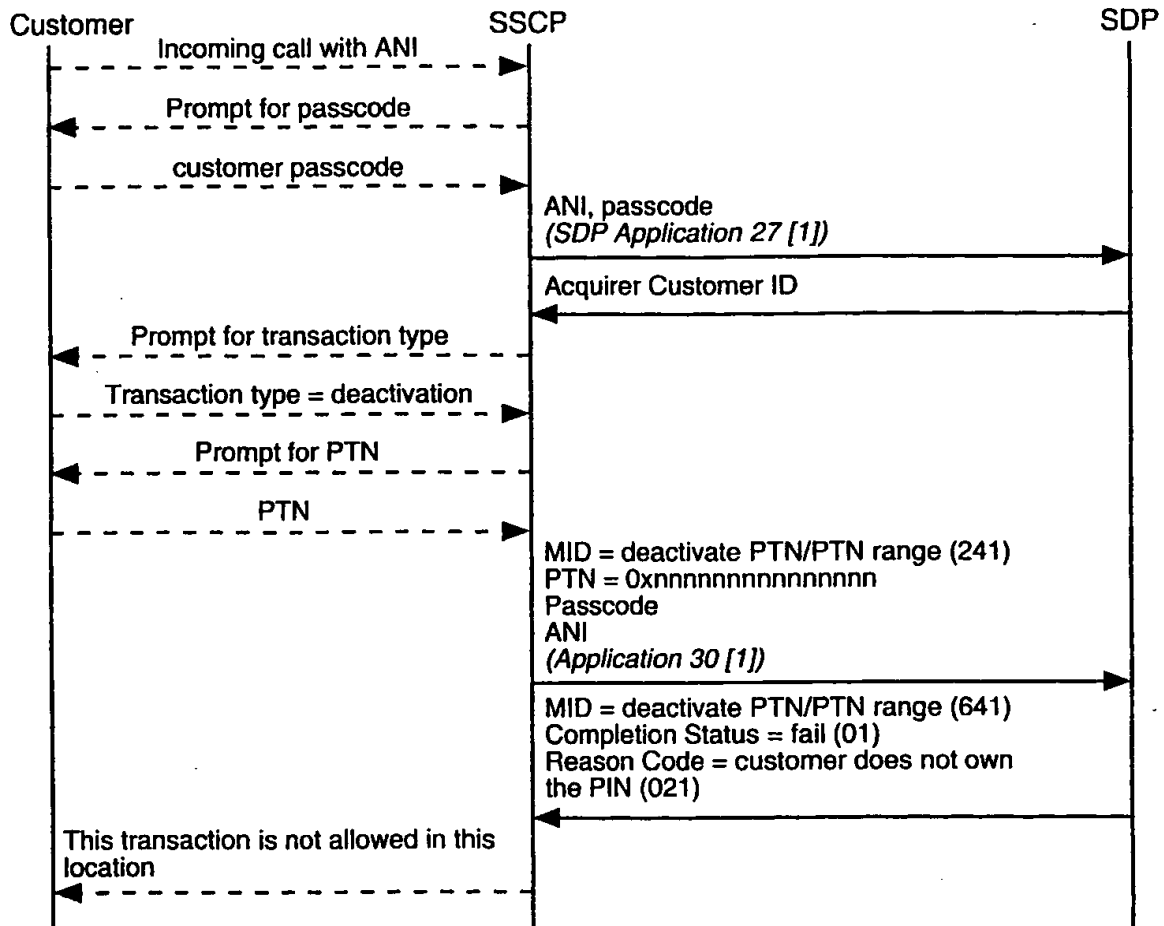 Customer
SSCP
SDP
Incoming call with ANI
Prompt for passcode
customer passcode
ANI, passcode
(SDP Application 27 [1])
Acquirer Customer ID
Prompt for transaction type
Transaction type = deactivation
Prompt for PTN
PTN
MID = deactivate PTN/PTN range (241)
PTN = 0xnnnnnnnnnnnnnnnn
Passcode
ANI
(Application 30 [1])
MID = deactivate PTN/PTN range (641)
Completion Status = fail (01)
Reason Code = customer does not own
the PIN (021)
This transaction is not allowed in this
location